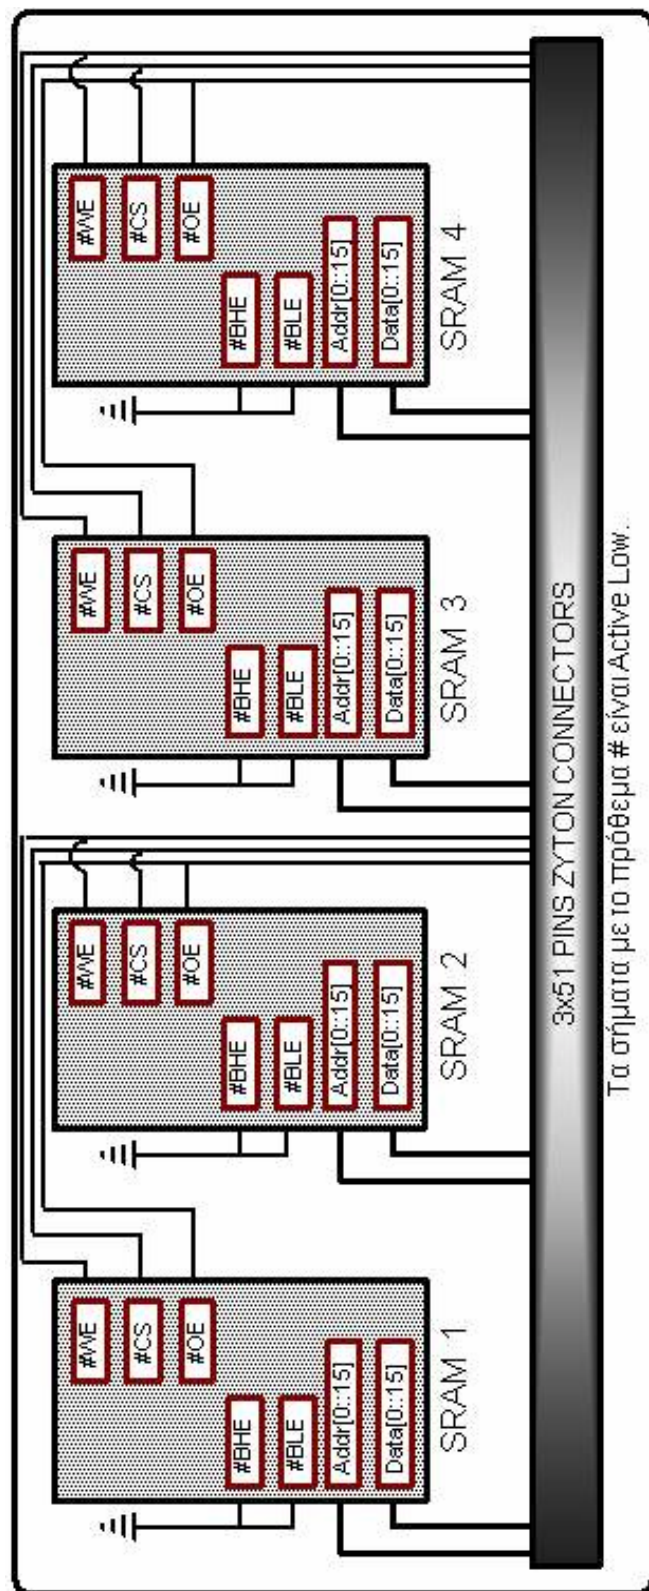 #WE
#CS
#OE
#BHE
#BLE
Addr[0::15]
Data[0::15]
SRAM 1
#WE
#CS
#OE
#BHE
#BLE
Addr[0::15]
Data[0::15]
SRAM 2
#WE
#CS
#OE
#BHE
#BLE
Addr[0::15]
Data[0::15]
SRAM 3
#WE
#CS
#OE
#BHE
#BLE
Addr[0::15]
Data[0::15]
SRAM 4
3x51 PINS ZYTON CONNECTORS
Τα σήματα με το πρόθεμα # είναι Active Low.